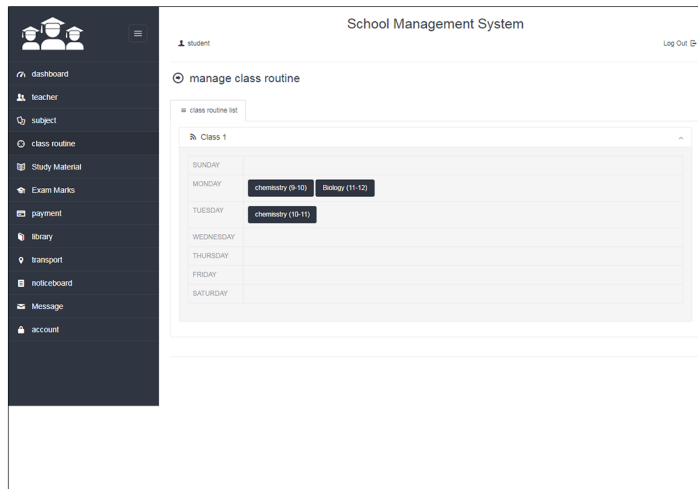 School Management System
student
Log Out
dashboard
teacher
subject
class routine
Study Material
Exam Marks
payment
library
transport
noticeboard
Message
account
manage class routine
class routine list
Class 1
SUNDAY
MONDAY chemisstry (9-10) Biology (11-12)
TUESDAY chemisstry (10-11)
WEDNESDAY
THURSDAY
FRIDAY
SATURDAY